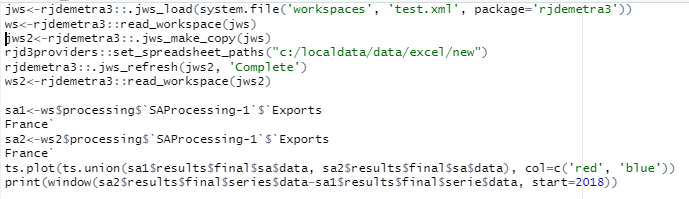 jws<-rjdemetra3::.jws_load(system.file('workspaces', 'test.xml', package='rjdemetra3'))
ws<-rjdemetra3::read_workspace(jws)
jws2<-rjdemetra3::.jws_make_copy(jws)
rjd3providers::set_spreadsheet_paths("c:/localdata/data/excel/new")
rjdemetra3::.jws_refresh(jws2, 'Complete')
ws2<-rjdemetra3::read_workspace(jws2)

sa1<-ws$processing$`SAProcessing-1`$`Exports
France`
sa2<-ws2$processing$`SAProcessing-1`$`Exports
France`
ts.plot(ts.union(sa1$results$final$sa$data, sa2$results$final$sa$data), col=c('red', 'blue'))
print(window(sa2$results$final$series$data-sa1$results$final$serie$data, start=2018))